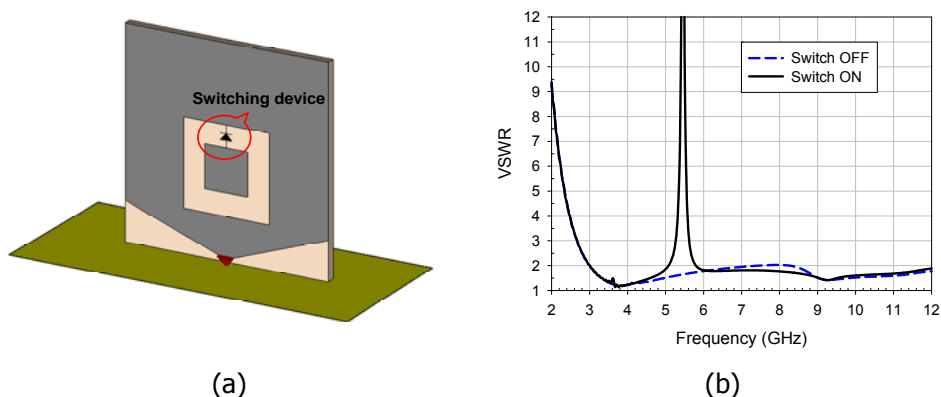 Switching device
(a)
12
11
10
9
8
7
6
5
4
3
2
1
VSWR
Switch OFF
Switch ON
2 3 4 5 6 7 8 9 10 11 12
Frequency (GHz)
(b)